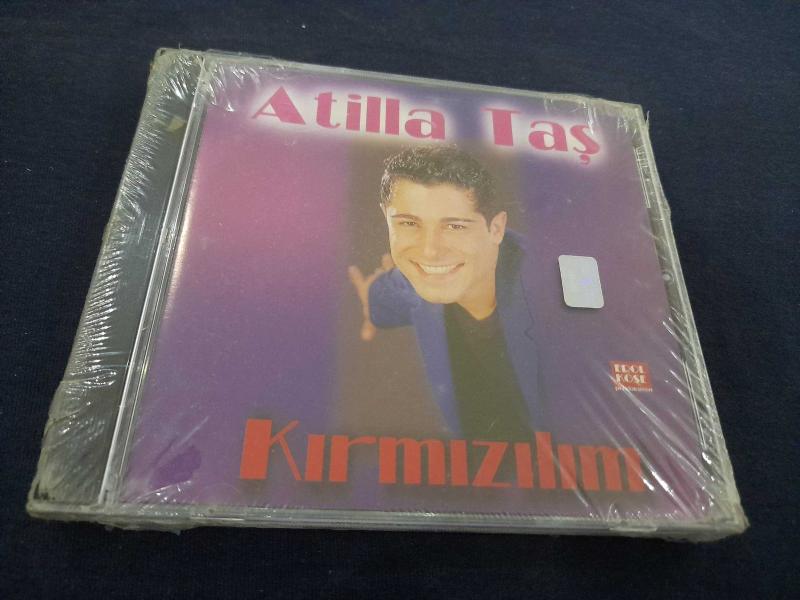 Atilla Taş
EROL
KÖSE
Kırmızılım